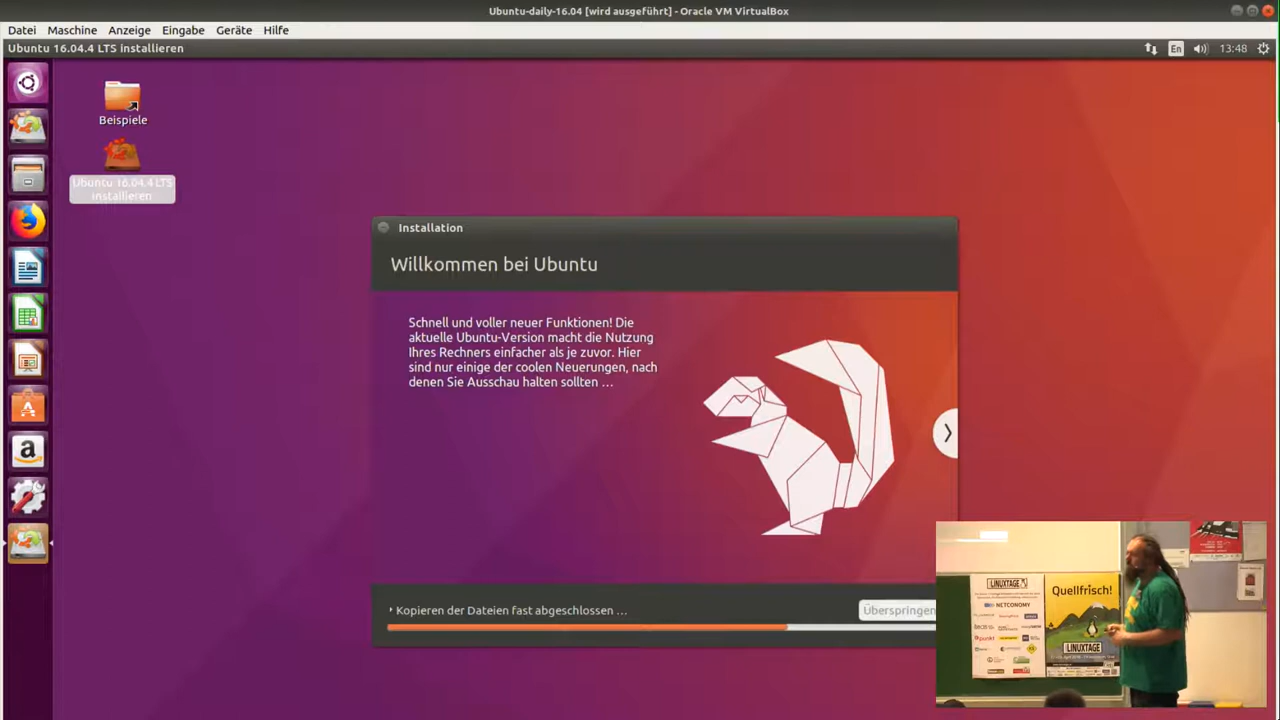 Ubuntu-daily-16.04 [wird ausgeführt] - Oracle VM VirtualBox
Datei Maschine Anzeige Eingabe Geräte Hilfe
Ubuntu 16.04.4 LTS installieren
En
13:48
Beispiele
Ubuntu 16.04.4 LTS
installieren
Installation
Willkommen bei Ubuntu
Schnell und voller neuer Funktionen! Die
aktuelle Ubuntu-Version macht die Nutzung
Ihres Rechners einfacher als je zuvor. Hier
sind nur einige der coolen Neuerungen, nach
denen Sie Ausschau halten sollten ...
Kopieren der Dateien fast abgeschlossen ...
Überspringen
LINUXTAGE
NETCONOMY
Quellfrisch!
LINUXTAGE